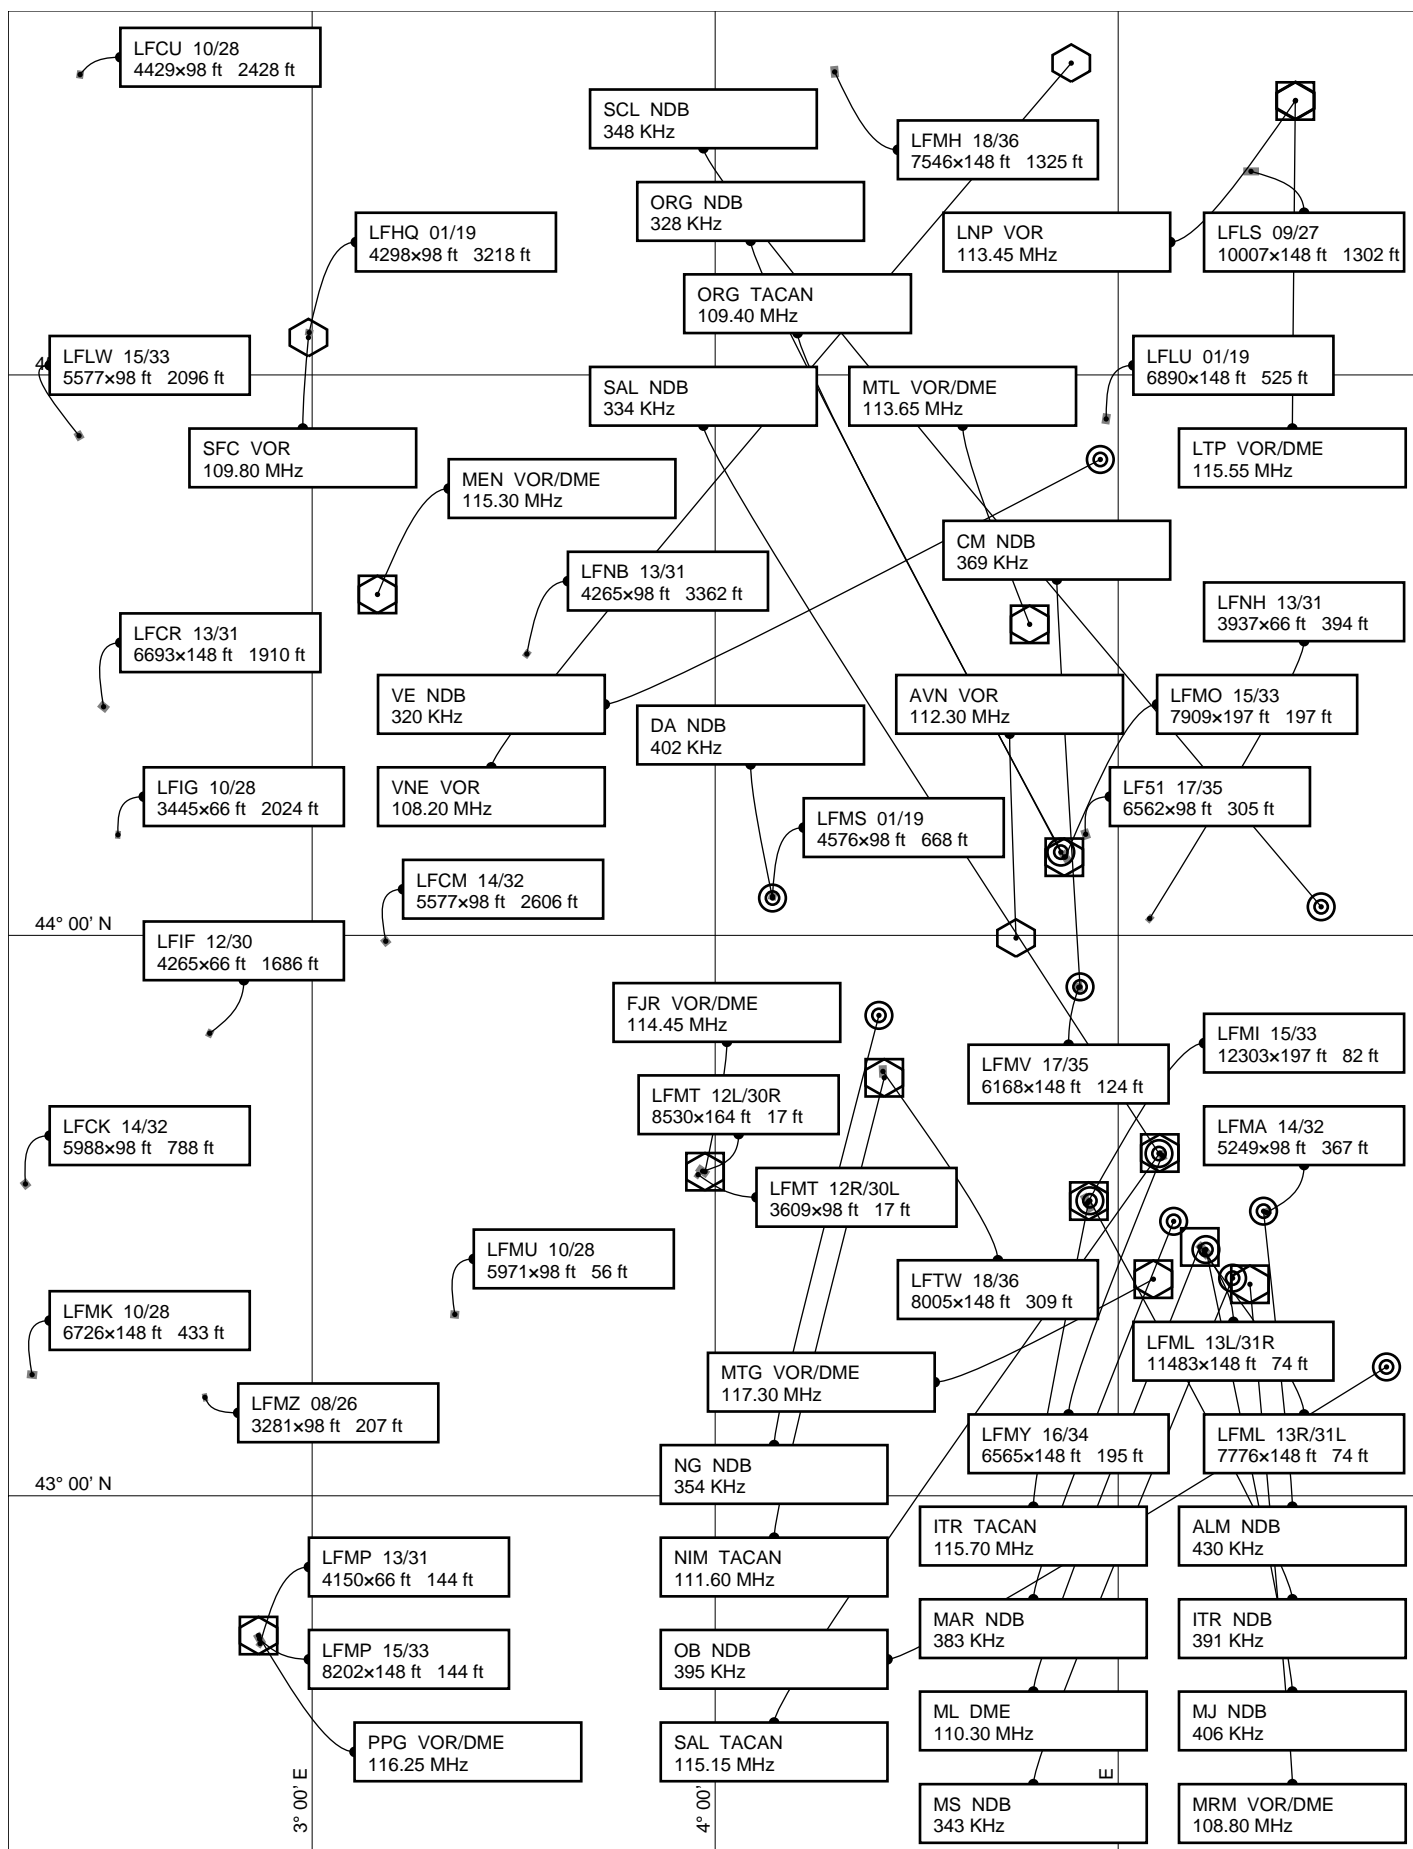 LFCU 10/28
4429×98 ft 2428 ft
SCL NDB
348 KHz
LFMH 18/36
7546×148 ft 1325 ft
ORG NDB
328 KHz
LFHQ 01/19
4298×98 ft 3218 ft
LNP VOR
113.45 MHz
LFLS 09/27
10007×148 ft 1302 ft
ORG TACAN
109.40 MHz
LFLW 15/33
5577×98 ft 2096 ft
LFLU 01/19
6890×148 ft 525 ft
SAL NDB
334 KHz
MTL VOR/DME
113.65 MHz
SFC VOR
109.80 MHz
LTP VOR/DME
115.55 MHz
MEN VOR/DME
115.30 MHz
CM NDB
369 KHz
LFNB 13/31
4265×98 ft 3362 ft
LFNH 13/31
3937×66 ft 394 ft
LFCR 13/31
6693×148 ft 1910 ft
VE NDB
320 KHz
AVN VOR
112.30 MHz
LFMO 15/33
7909×197 ft 197 ft
DA NDB
402 KHz
LFIG 10/28
3445×66 ft 2024 ft
VNE VOR
108.20 MHz
LF51 17/35
6562×98 ft 305 ft
LFMS 01/19
4576×98 ft 668 ft
LFCM 14/32
5577×98 ft 2606 ft
44° 00' N
LFIF 12/30
4265×66 ft 1686 ft
FJR VOR/DME
114.45 MHz
LFMI 15/33
12303×197 ft 82 ft
LFMV 17/35
6168×148 ft 124 ft
LFMT 12L/30R
8530×164 ft 17 ft
LFCK 14/32
5988×98 ft 788 ft
LFMA 14/32
5249×98 ft 367 ft
LFMT 12R/30L
3609×98 ft 17 ft
LFMU 10/28
5971×98 ft 56 ft
LFTW 18/36
8005×148 ft 309 ft
LFMK 10/28
6726×148 ft 433 ft
LFML 13L/31R
11483×148 ft 74 ft
MTG VOR/DME
117.30 MHz
LFMZ 08/26
3281×98 ft 207 ft
LFMY 16/34
6565×148 ft 195 ft
LFML 13R/31L
7776×148 ft 74 ft
NG NDB
354 KHz
43° 00' N
ITR TACAN
115.70 MHz
ALM NDB
430 KHz
LFMP 13/31
4150×66 ft 144 ft
NIM TACAN
111.60 MHz
MAR NDB
383 KHz
ITR NDB
391 KHz
LFMP 15/33
8202×148 ft 144 ft
OB NDB
395 KHz
ML DME
110.30 MHz
MJ NDB
406 KHz
PPG VOR/DME
116.25 MHz
SAL TACAN
115.15 MHz
3° 00' E
4° 00'
E
MS NDB
343 KHz
MRM VOR/DME
108.80 MHz